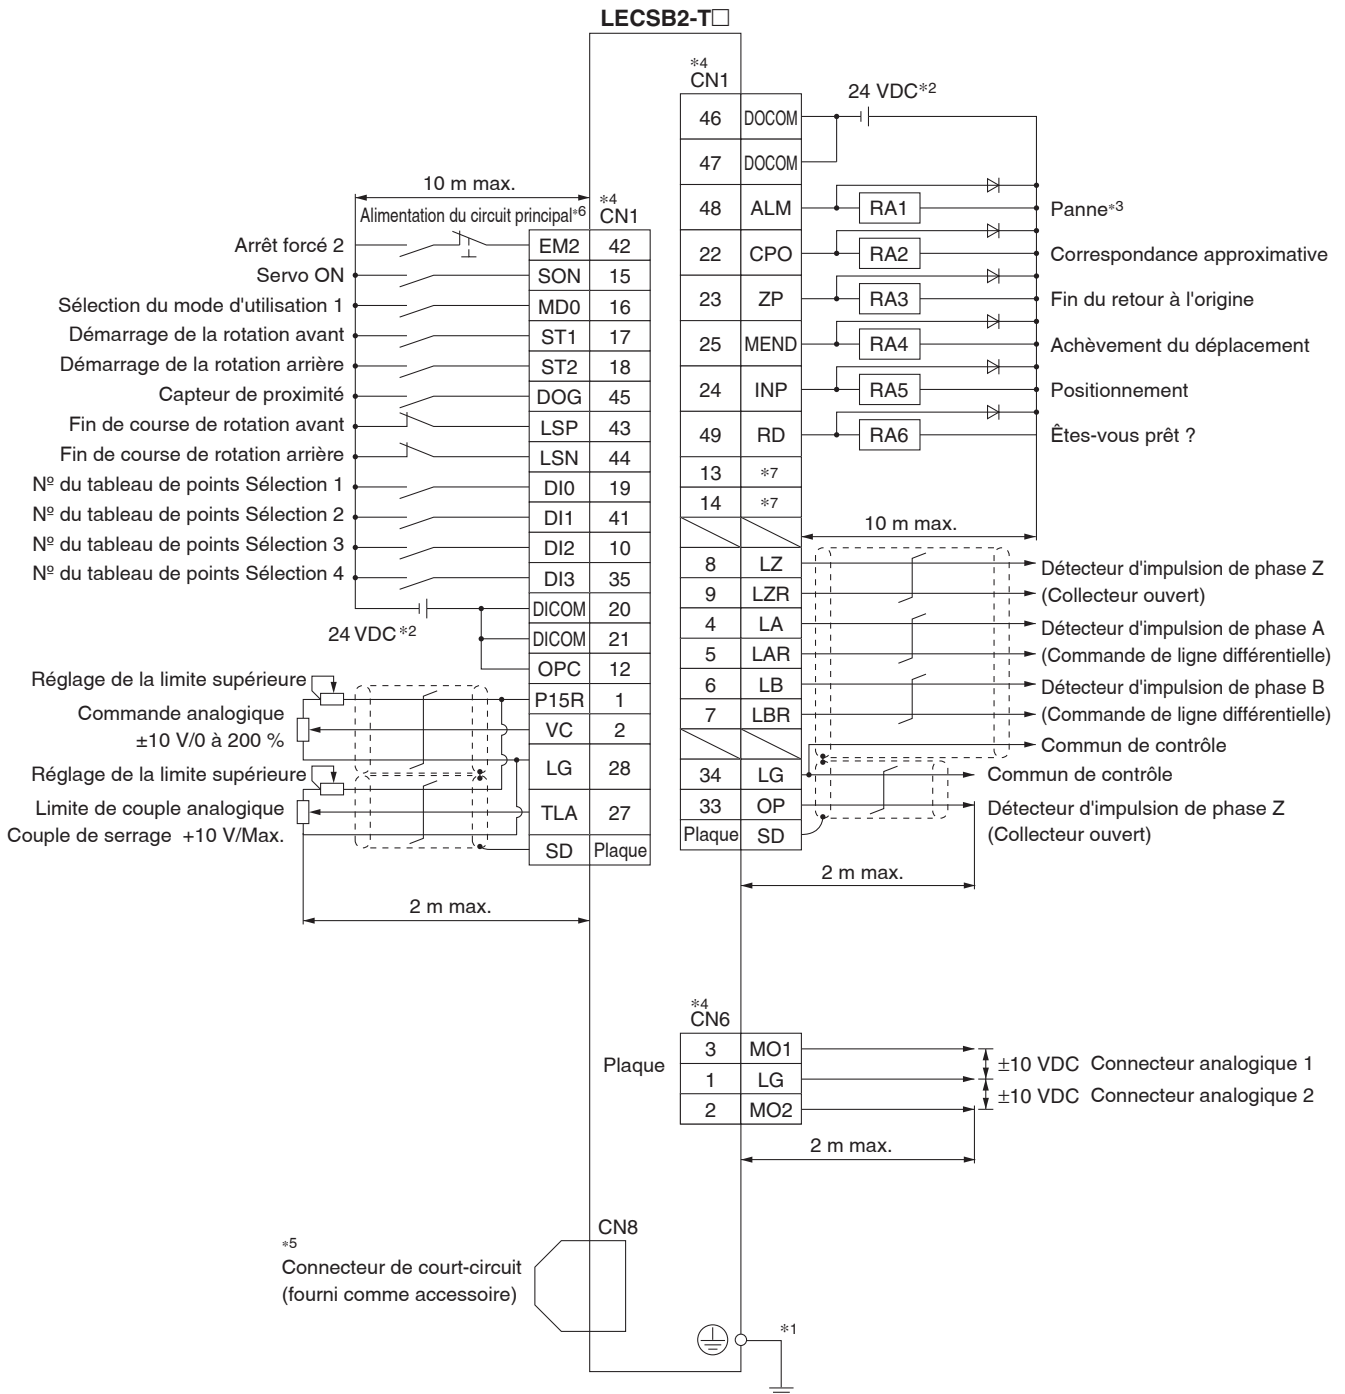 LECSB2-T□
*4
CN1
24 VDC*2
46 DOCOM
47 DOCOM
48 ALM RA1 Panne*3
22 CPO RA2 Correspondance approximative
23 ZP RA3 Fin du retour à l'origine
25 MEND RA4 Achèvement du déplacement
24 INP RA5 Positionnement
49 RD RA6 Êtes-vous prêt ?
13 *7
14 *7
10 m max.
8 LZ Détecteur d'impulsion de phase Z
9 LZR (Collecteur ouvert)
4 LA Détecteur d'impulsion de phase A
5 LAR (Commande de ligne différentielle)
6 LB Détecteur d'impulsion de phase B
7 LBR (Commande de ligne différentielle)
Commun de contrôle
34 LG Commun de contrôle
33 OP Détecteur d'impulsion de phase Z
Plaque SD (Collecteur ouvert)
2 m max.
10 m max.
*4
Alimentation du circuit principal*6 CN1
Arrêt forcé 2 EM2 42
Servo ON SON 15
Sélection du mode d'utilisation 1 MD0 16
Démarrage de la rotation avant ST1 17
Démarrage de la rotation arrière ST2 18
Capteur de proximité DOG 45
Fin de course de rotation avant LSP 43
Fin de course de rotation arrière LSN 44
Nº du tableau de points Sélection 1 DI0 19
Nº du tableau de points Sélection 2 DI1 41
Nº du tableau de points Sélection 3 DI2 10
Nº du tableau de points Sélection 4 DI3 35
DICOM 20
24 VDC*2 DICOM 21
OPC 12
Réglage de la limite supérieure P15R 1
Commande analogique VC 2
±10 V/0 à 200 %
LG 28
Réglage de la limite supérieure
Limite de couple analogique TLA 27
Couple de serrage +10 V/Max.
SD Plaque
2 m max.
*4
CN6
Plaque
3 MO1
±10 VDC Connecteur analogique 1
1 LG
±10 VDC Connecteur analogique 2
2 MO2
2 m max.
CN8
*5
Connecteur de court-circuit
(fourni comme accessoire)
*1